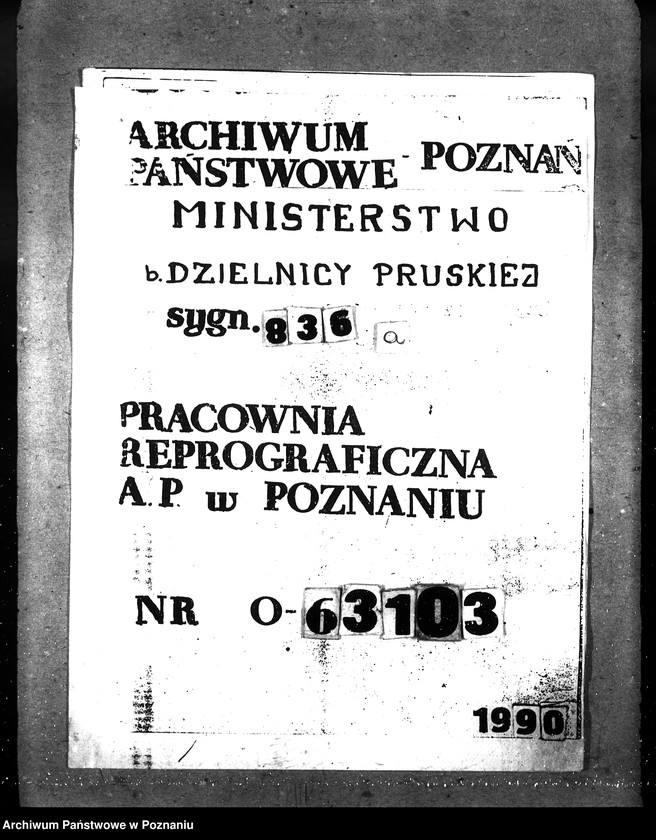 ARCHIWUM
PAŃSTWOWE - POZNAŃ
MINISTERSTWO
b. DZIELNICY PRUSKIEJ
sygn. 836 a
PRACOWNIA
REPROGRAFICZNA
A.P. w POZNANIU
NR O-63103
1990
Archiwum Państwowe w Poznaniu